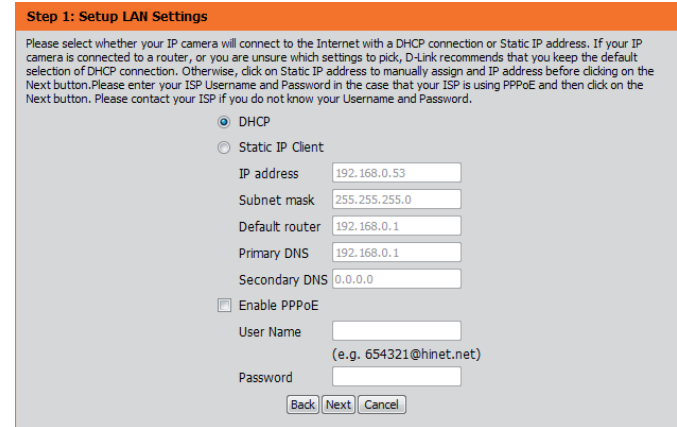 Step 1: Setup LAN Settings
Please select whether your IP camera will connect to the Internet with a DHCP connection or Static IP address. If your IP
camera is connected to a router, or you are unsure which settings to pick, D-Link recommends that you keep the default
selection of DHCP connection. Otherwise, click on Static IP address to manually assign and IP address before clicking on the
Next button.Please enter your ISP Username and Password in the case that your ISP is using PPPoE and then click on the
Next button. Please contact your ISP if you do not know your Username and Password.
DHCP
Static IP Client
IP address 192.168.0.53
Subnet mask 255.255.255.0
Default router 192.168.0.1
Primary DNS 192.168.0.1
Secondary DNS 0.0.0.0
Enable PPPoE
User Name
(e.g. 654321@hinet.net)
Password
Back Next Cancel